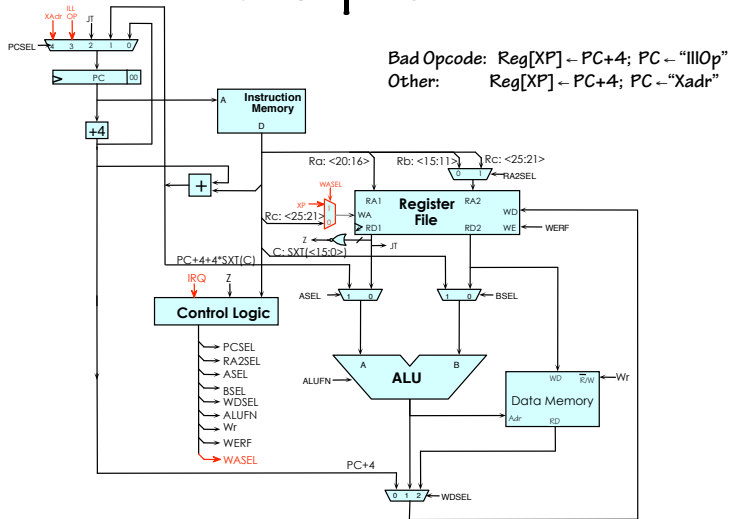 XAdr
ILL
OP
JT
PCSEL
4 3 2 1 0
PC 00
+4
A Instruction
Memory
D
Bad Opcode: Reg[XP] ← PC+4; PC ← "IllOp"
Other: Reg[XP] ← PC+4; PC ← "Xadr"
Ra: <20:16>
Rb: <15:11>
Rc: <25:21>
0 1
RA2SEL
+
WASEL
XP
1
0
Rc: <25:21>
RA1 Register RA2
WA File WD
RD1 RD2 WE
WERF
Z
JT
C: SXT(<15:0>)
PC+4+4*SXT(C)
IRQ Z
ASEL 1 0
1 0 BSEL
Control Logic
PCSEL
RA2SEL
ASEL
BSEL
WDSEL
ALUFN
Wr
WERF
WASEL
A B
ALUFN
ALU
WD R/W
Wr
Data Memory
Adr
RD
PC+4
0 1 2
WDSEL